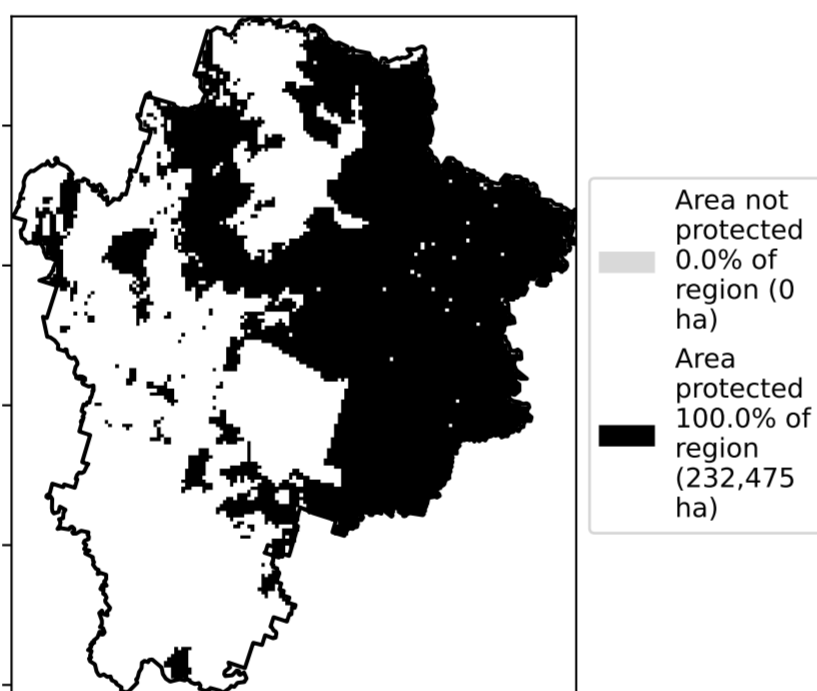 Area not
protected
0.0% of
region (0
ha)
Area
protected
100.0% of
region
(232,475
ha)